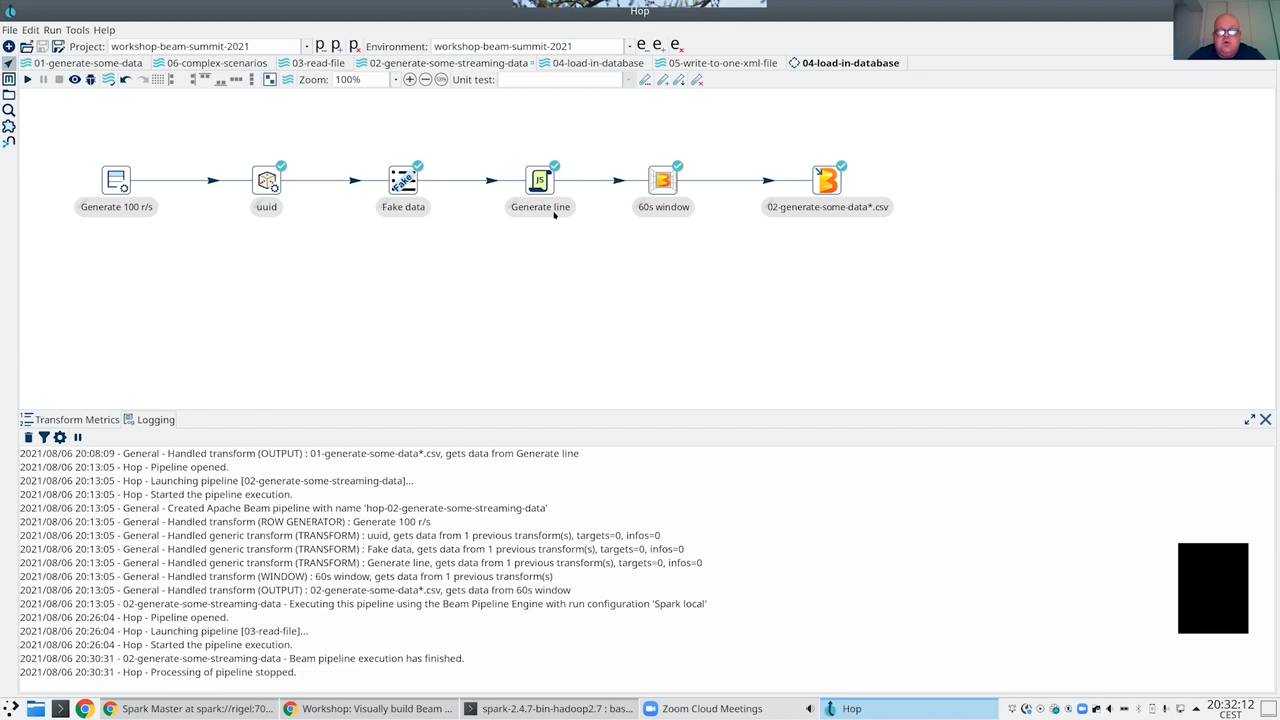 Hop
File Edit Run Tools Help
Project: workshop-beam-summit-2021 Environment: workshop-beam-summit-2021
01-generate-some-data 06-complex-scenarios 03-read-file 02-generate-some-streaming-data 04-load-in-database 05-write-to-one-xml-file 04-load-in-database
Zoom: 100% Unit test:
Generate 100 r/s uuid Fake data Generate line 60s window 02-generate-some-data*.csv
Transform Metrics Logging
2021/08/06 20:08:09 - General - Handled transform (OUTPUT) : 01-generate-some-data*.csv, gets data from Generate line
2021/08/06 20:13:05 - Hop - Pipeline opened.
2021/08/06 20:13:05 - Hop - Launching pipeline [02-generate-some-streaming-data]...
2021/08/06 20:13:05 - Hop - Started the pipeline execution.
2021/08/06 20:13:05 - General - Created Apache Beam pipeline with name 'hop-02-generate-some-streaming-data'
2021/08/06 20:13:05 - General - Handled transform (ROW GENERATOR) : Generate 100 r/s
2021/08/06 20:13:05 - General - Handled generic transform (TRANSFORM) : uuid, gets data from 1 previous transform(s), targets=0, infos=0
2021/08/06 20:13:05 - General - Handled generic transform (TRANSFORM) : Fake data, gets data from 1 previous transform(s), targets=0, infos=0
2021/08/06 20:13:05 - General - Handled generic transform (TRANSFORM) : Generate line, gets data from 1 previous transform(s), targets=0, infos=0
2021/08/06 20:13:05 - General - Handled transform (WINDOW) : 60s window, gets data from 1 previous transform(s)
2021/08/06 20:13:05 - General - Handled transform (OUTPUT) : 02-generate-some-data*.csv, gets data from 60s window
2021/08/06 20:13:05 - 02-generate-some-streaming-data - Executing this pipeline using the Beam Pipeline Engine with run configuration 'Spark local'
2021/08/06 20:26:04 - Hop - Pipeline opened.
2021/08/06 20:26:04 - Hop - Launching pipeline [03-read-file]...
2021/08/06 20:26:04 - Hop - Started the pipeline execution.
2021/08/06 20:30:31 - 02-generate-some-streaming-data - Beam pipeline execution has finished.
2021/08/06 20:30:31 - Hop - Processing of pipeline stopped.
Spark Master at spark://rigel:70... Workshop: Visually build Beam ... spark-2.4.7-bin-hadoop2.7 : bas... Zoom Cloud Meetings Hop 20:32:12
CEST